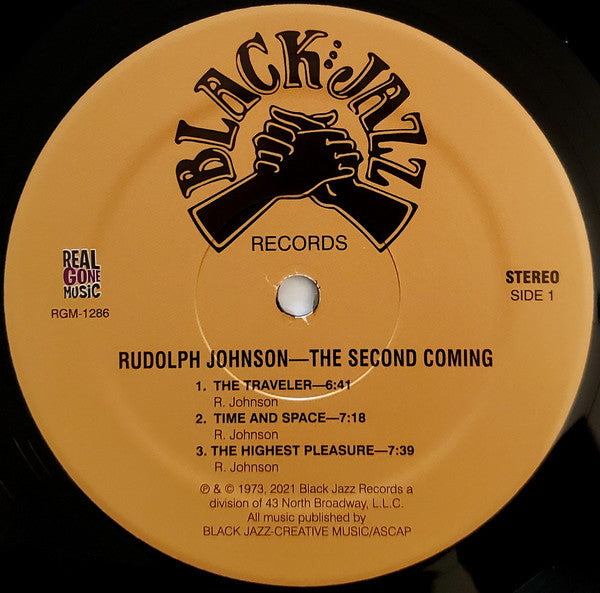 BLACK JAZZ
RECORDS
REAL
GONE
MUSIC
RGM-1286
STEREO
SIDE 1
RUDOLPH JOHNSON—THE SECOND COMING
1. THE TRAVELER—6:41
R. Johnson
2. TIME AND SPACE—7:18
R. Johnson
3. THE HIGHEST PLEASURE—7:39
R. Johnson
℗ & © 1973, 2021 Black Jazz Records a
division of 43 North Broadway, L.L.C.
All music published by
BLACK JAZZ-CREATIVE MUSIC/ASCAP